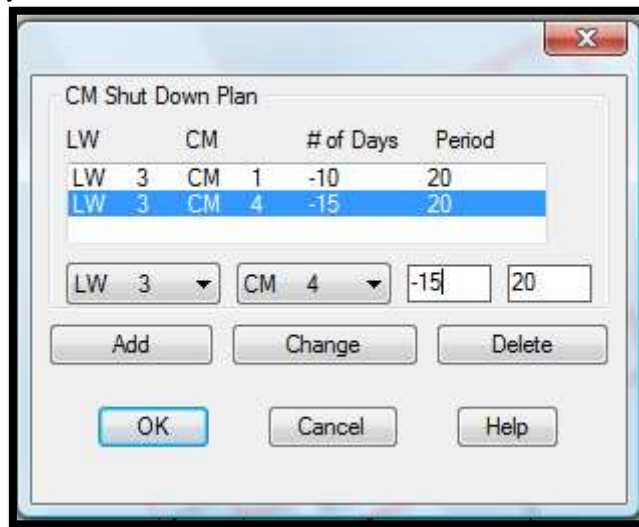 CM Shut Down Plan
LW CM # of Days Period
LW 3 CM 1 -10 20
LW 3 CM 4 -15 20
LW 3 CM 4 -15 20
Add Change Delete
OK Cancel Help